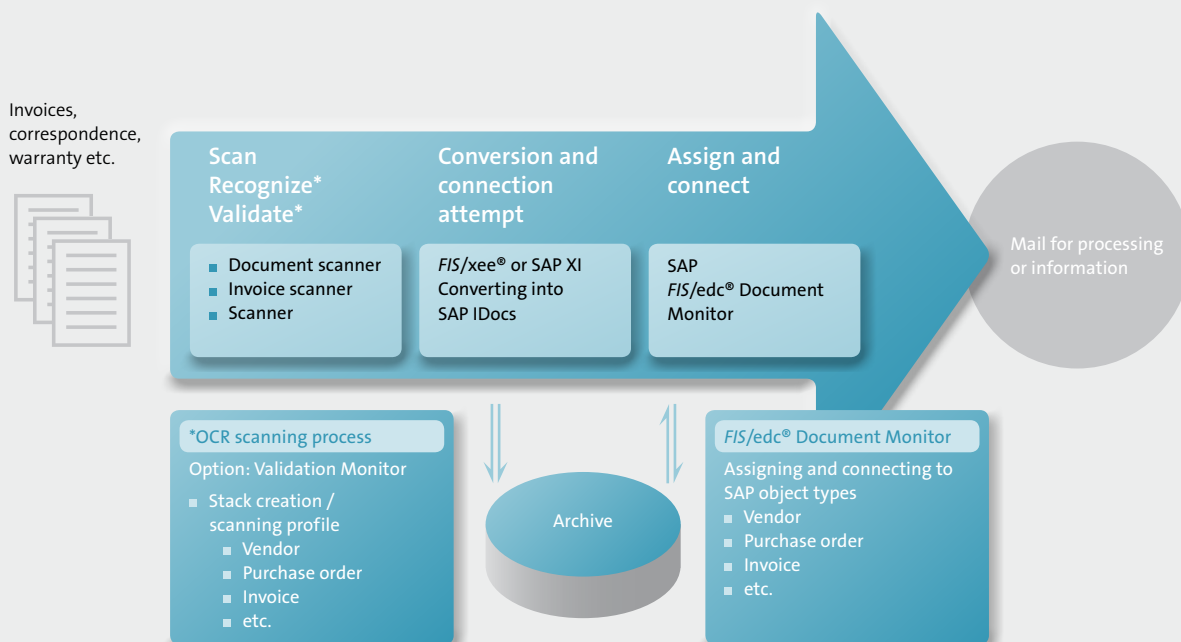 Invoices,
correspondence,
warranty etc.
Scan
Recognize*
Validate*
Document scanner
Invoice scanner
Scanner
Conversion and
connection
attempt
FIS/xee® or SAP XI
Converting into
SAP IDocs
Assign and
connect
SAP
FIS/edc® Document
Monitor
Mail for processing
or information
*OCR scanning process
Option: Validation Monitor
Stack creation /
scanning profile
Vendor
Purchase order
Invoice
etc.
Archive
FIS/edc® Document Monitor
Assigning and connecting to
SAP object types
Vendor
Purchase order
Invoice
etc.